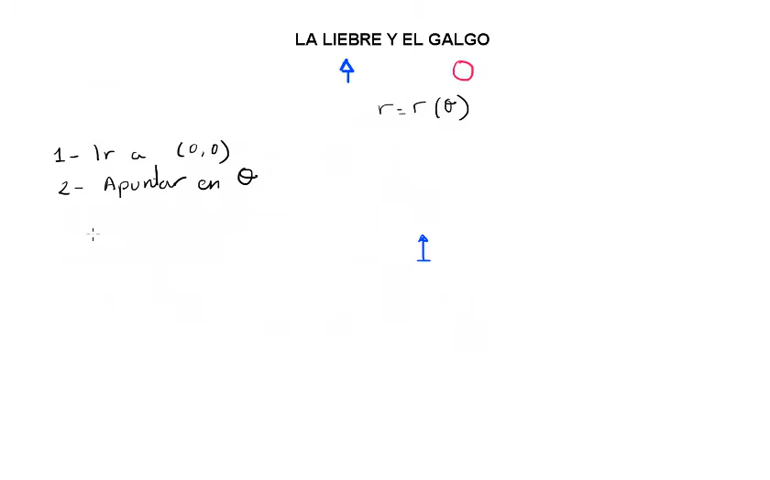 LA LIEBRE Y EL GALGO
r = r (θ)
1- Ir a (0,0)
2- Apuntar en θ